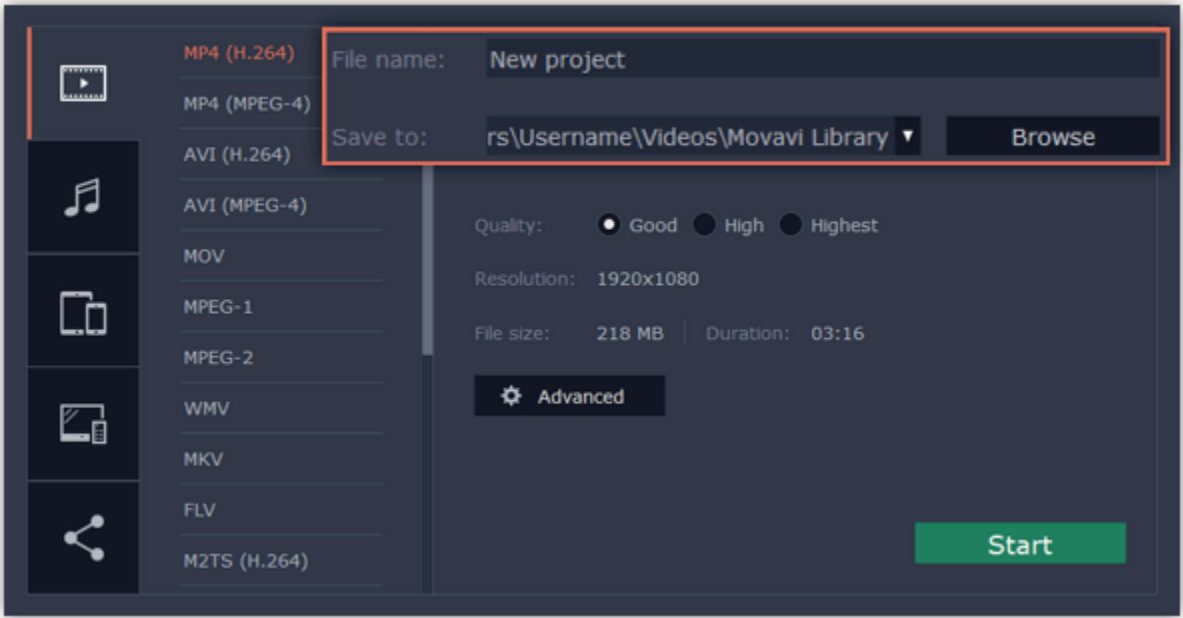 MP4 (H.264)
MP4 (MPEG-4)
AVI (H.264)
AVI (MPEG-4)
MOV
MPEG-1
MPEG-2
WMV
MKV
FLV
M2TS (H.264)
File name: New project
Save to: rs\Username\Videos\Movavi Library Browse
Quality: Good High Highest
Resolution: 1920x1080
File size: 218 MB Duration: 03:16
Advanced
Start